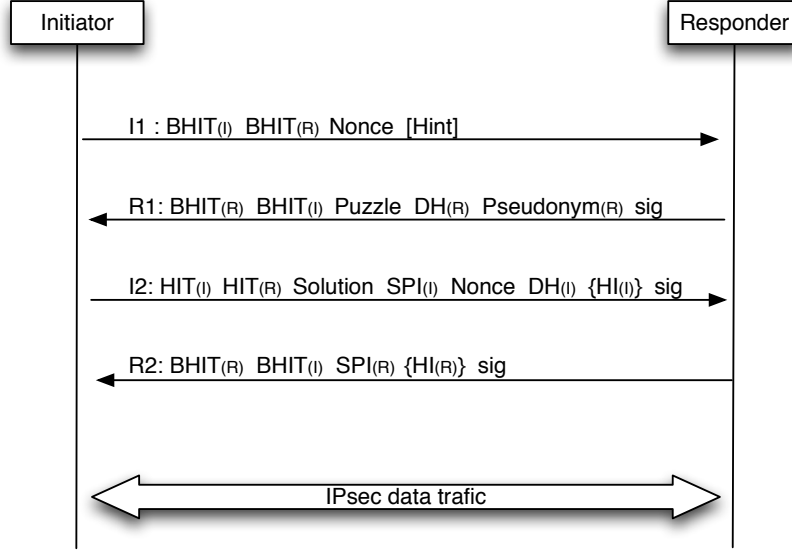 Initiator
Responder
I1 : BHIT(I) BHIT(R) Nonce [Hint]
R1: BHIT(R) BHIT(I) Puzzle DH(R) Pseudonym(R) sig
I2: HIT(I) HIT(R) Solution SPI(I) Nonce DH(I) {HI(I)} sig
R2: BHIT(R) BHIT(I) SPI(R) {HI(R)} sig
IPsec data trafic